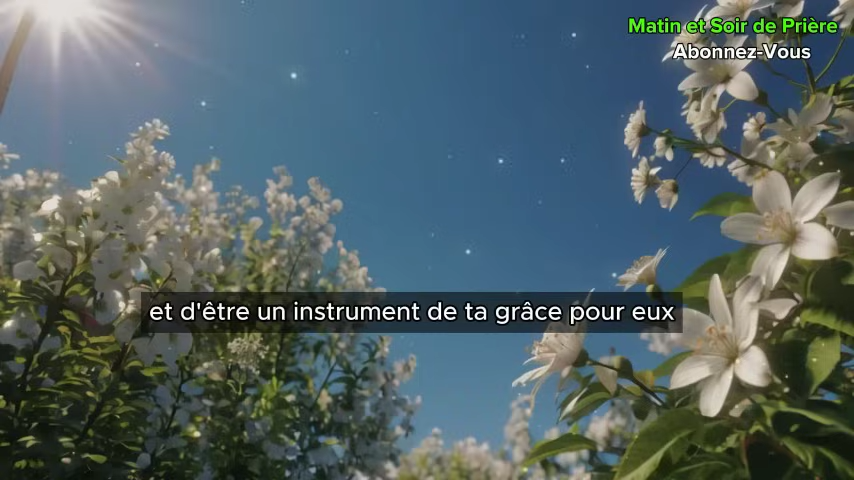 Matin et Soir de Prière
Abonnez-Vous
et d'être un instrument de ta grâce pour eux